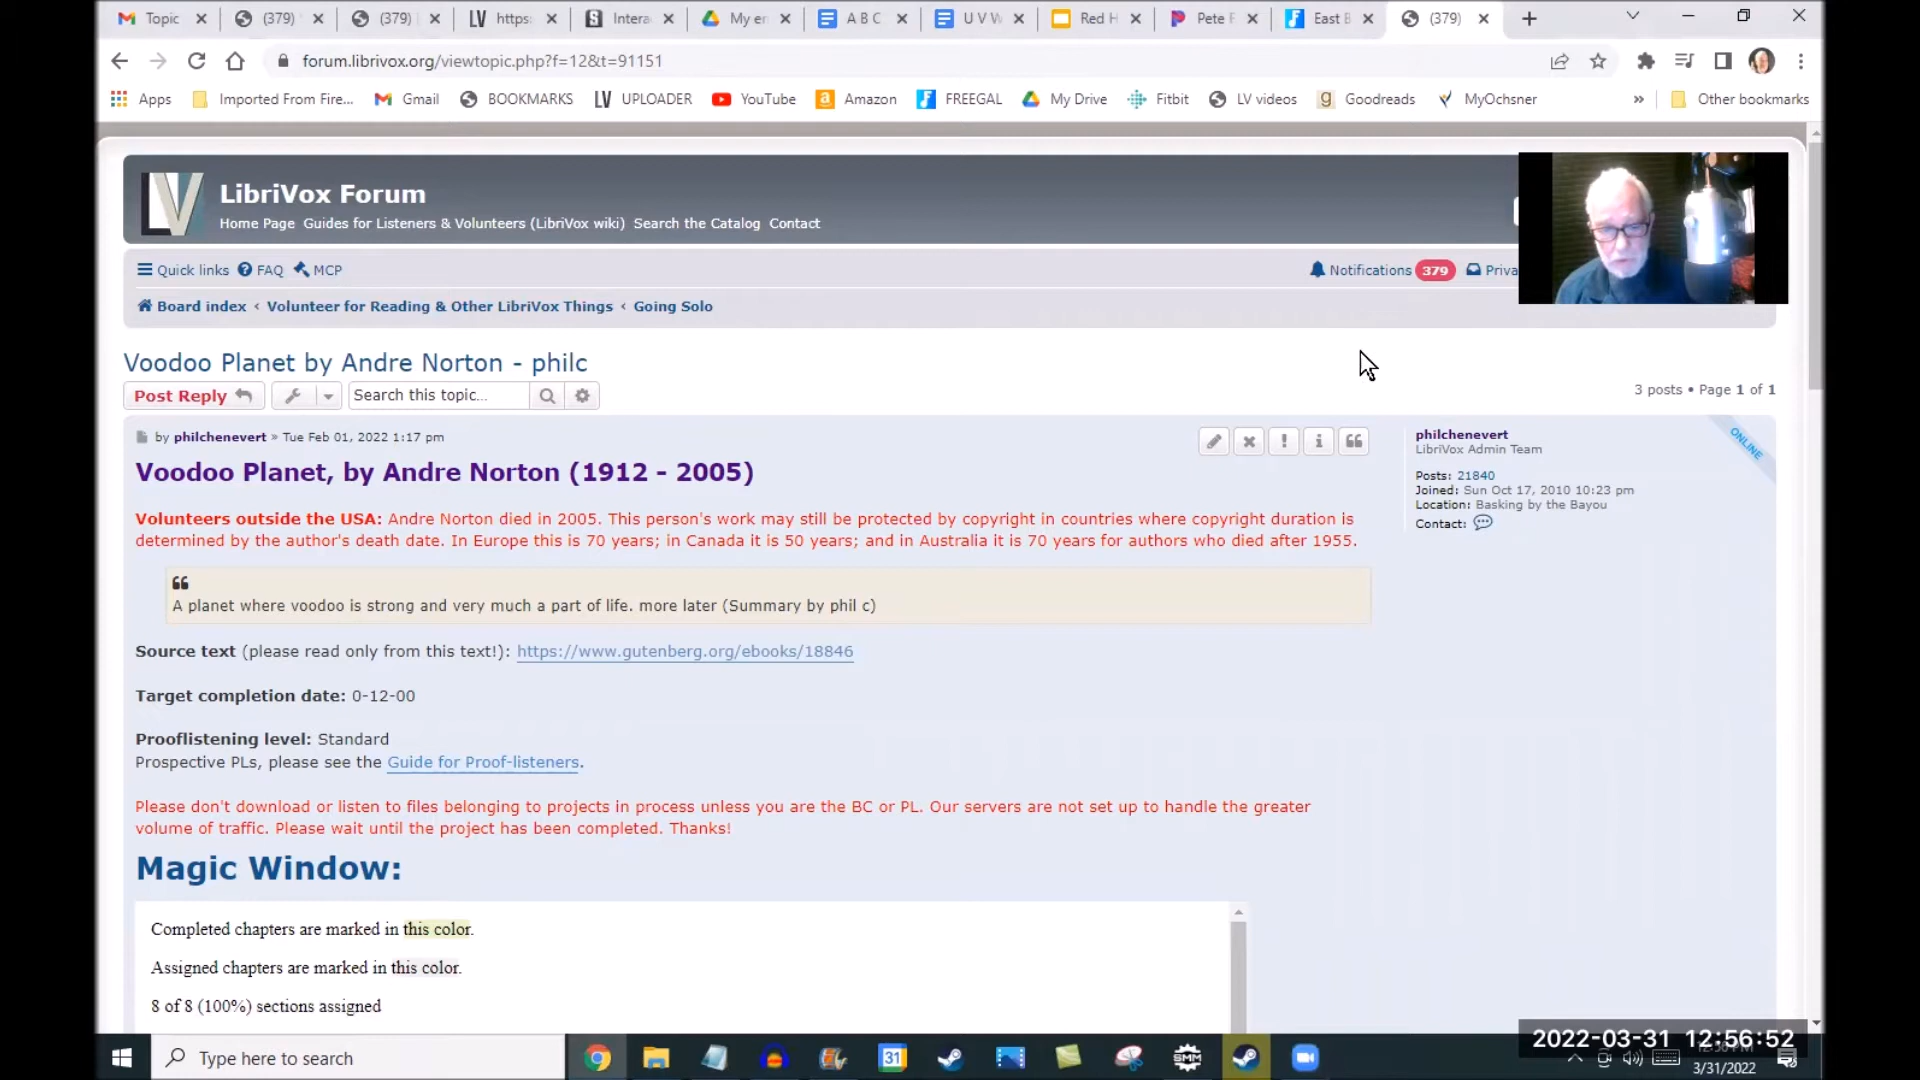 Topic
(379)
(379)
https:
Intera
My e
A B C
U V W
Red H
Pete F
East B
(379)
forum.librivox.org/viewtopic.php?f=12&t=91151
Apps
Imported From Fire...
Gmail
BOOKMARKS
UPLOADER
YouTube
Amazon
FREEGAL
My Drive
Fitbit
LV videos
Goodreads
MyOchsner
»
Other bookmarks
LibriVox Forum
Home Page Guides for Listeners & Volunteers (LibriVox wiki) Search the Catalog Contact
Quick links FAQ MCP
Notifications 379 Priva
Board index ‹ Volunteer for Reading & Other LibriVox Things ‹ Going Solo
Voodoo Planet by Andre Norton - philc
Post Reply
Search this topic...
3 posts • Page 1 of 1
by philchenevert » Tue Feb 01, 2022 1:17 pm
Voodoo Planet, by Andre Norton (1912 - 2005)
Volunteers outside the USA: Andre Norton died in 2005. This person's work may still be protected by copyright in countries where copyright duration is
determined by the author's death date. In Europe this is 70 years; in Canada it is 50 years; and in Australia it is 70 years for authors who died after 1955.
A planet where voodoo is strong and very much a part of life. more later (Summary by phil c)
Source text (please read only from this text!): https://www.gutenberg.org/ebooks/18846
Target completion date: 0-12-00
Prooflistening level: Standard
Prospective PLs, please see the Guide for Proof-listeners.
Please don't download or listen to files belonging to projects in process unless you are the BC or PL. Our servers are not set up to handle the greater
volume of traffic. Please wait until the project has been completed. Thanks!
Magic Window:
Completed chapters are marked in this color.
Assigned chapters are marked in this color.
8 of 8 (100%) sections assigned
philchenevert
LibriVox Admin Team
Posts: 21840
Joined: Sun Oct 17, 2010 10:23 pm
Location: Basking by the Bayou
Contact:
ONLINE
Type here to search
31
SMM
2022-03-31 12:56:52
3/31/2022